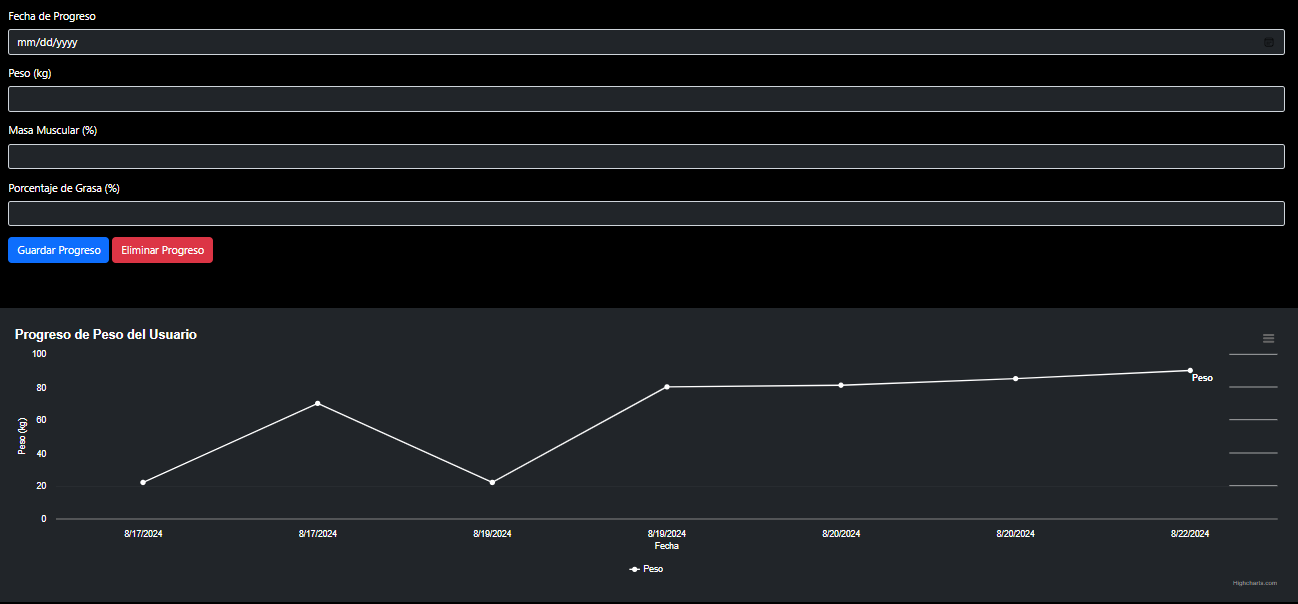 Fecha de Progreso
mm/dd/yyyy
Peso (kg)
Masa Muscular (%)
Porcentaje de Grasa (%)
Guardar Progreso Eliminar Progreso
Progreso de Peso del Usuario
100
80
60
40
20
0
Peso (kg)
Peso
8/17/2024 8/17/2024 8/19/2024 8/19/2024 8/20/2024 8/20/2024 8/22/2024
Fecha
Peso
Highcharts.com